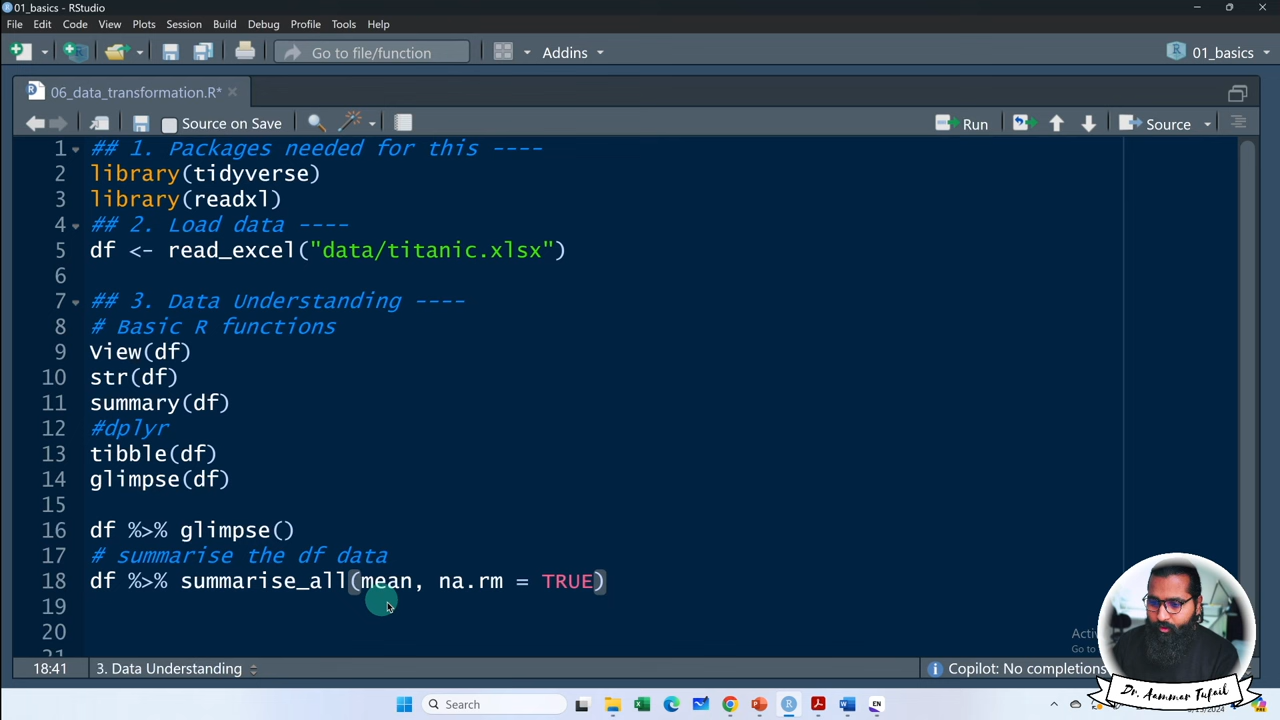 01_basics - RStudio
File Edit Code View Plots Session Build Debug Profile Tools Help
Go to file/function Addins 01_basics
06_data_transformation.R*
Source on Save Run Source
1 ## 1. Packages needed for this ----
2 library(tidyverse)
3 library(readxl)
4 ## 2. Load data ----
5 df <- read_excel("data/titanic.xlsx")
6
7 ## 3. Data Understanding ----
8 # Basic R functions
9 View(df)
10 str(df)
11 summary(df)
12 #dplyr
13 tibble(df)
14 glimpse(df)
15
16 df %>% glimpse()
17 # summarise the df data
18 df %>% summarise_all(mean, na.rm = TRUE)
19
20
21
18:41 3. Data Understanding Copilot: No completions
Dr. Aammar Tufail
Search